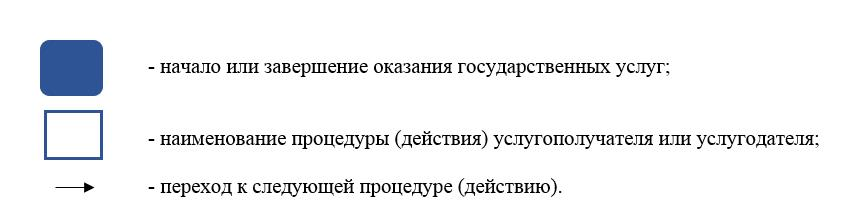 - начало или завершение оказания государственных услуг;
- наименование процедуры (действия) услугополучателя или услугодателя;
- переход к следующей процедуре (действию).